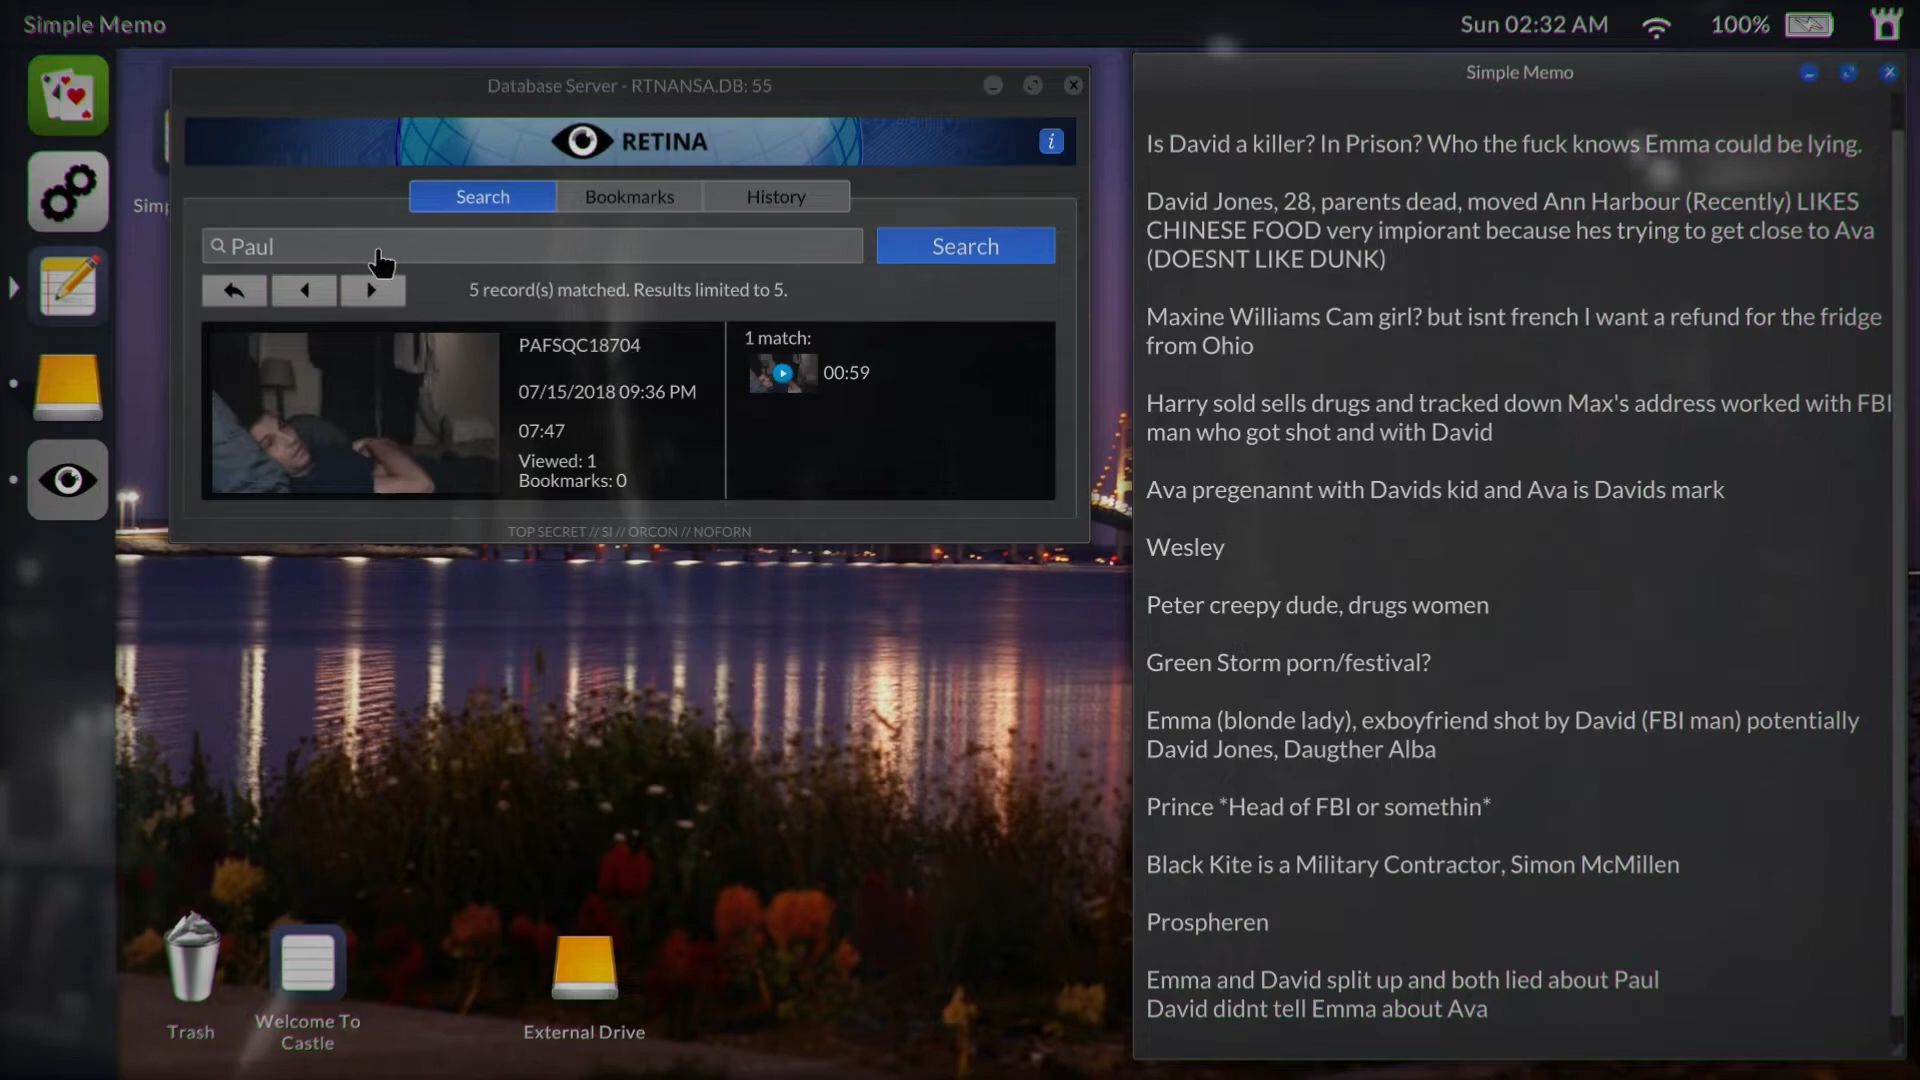 Simple Memo
Sun 02:32 AM
100%
Simp
Database Server - RTNANSA.DB: 55
RETINA
i
Search
Bookmarks
History
Paul
Search
5 record(s) matched. Results limited to 5.
PAFSQC18704
07/15/2018 09:36 PM
07:47
Viewed: 1
Bookmarks: 0
1 match:
00:59
TOP SECRET // SI // ORCON // NOFORN
Trash
Welcome To
Castle
External Drive
Simple Memo
Is David a killer? In Prison? Who the fuck knows Emma could be lying.
David Jones, 28, parents dead, moved Ann Harbour (Recently) LIKES
CHINESE FOOD very impiorant because hes trying to get close to Ava
(DOESNT LIKE DUNK)
Maxine Williams Cam girl? but isnt french I want a refund for the fridge
from Ohio
Harry sold sells drugs and tracked down Max's address worked with FBI
man who got shot and with David
Ava pregenannt with Davids kid and Ava is Davids mark
Wesley
Peter creepy dude, drugs women
Green Storm porn/festival?
Emma (blonde lady), exboyfriend shot by David (FBI man) potentially
David Jones, Daugther Alba
Prince *Head of FBI or somethin*
Black Kite is a Military Contractor, Simon McMillen
Prospheren
Emma and David split up and both lied about Paul
David didnt tell Emma about Ava